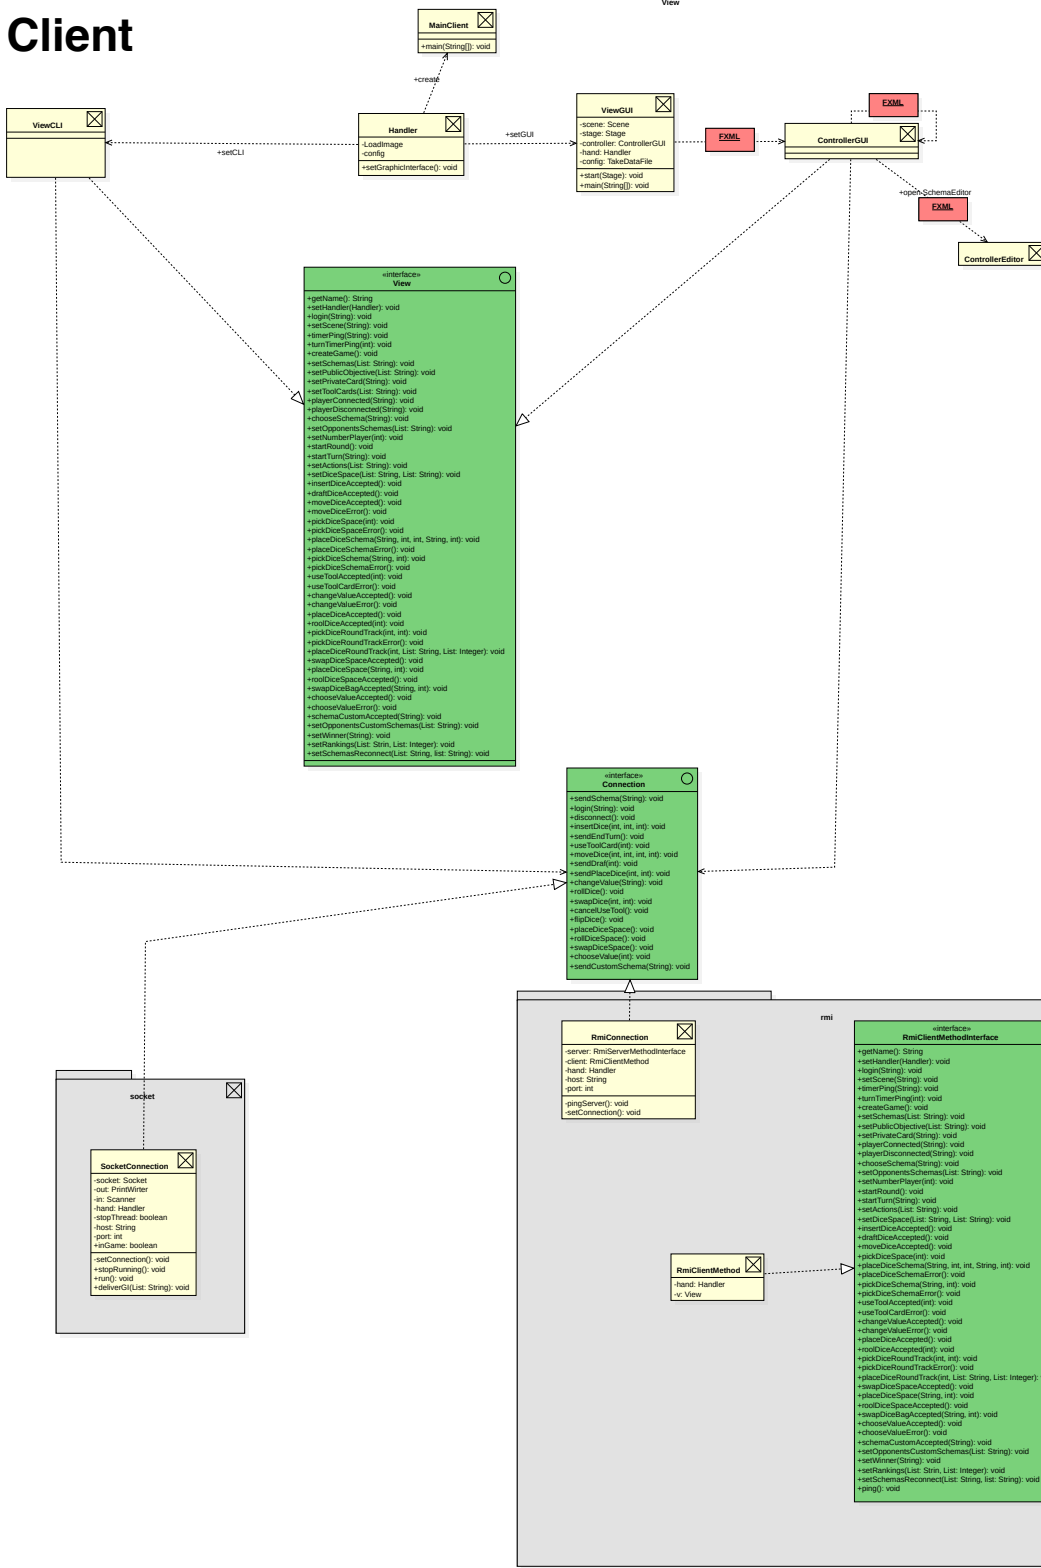 View
Client
MainClient
+main(String[]): void
+create
ViewCLI
+setCLI
Handler
-LoadImage
-config
+setGraphicInterface(): void
+setGUI
ViewGUI
-scene: Scene
-stage: Stage
-controller: ControllerGUI
-hand: Handler
-config: TakeDataFile
+start(Stage): void
+main(String[]): void
FXML
FXML
ControllerGUI
+open SchemaEditor
FXML
ControllerEditor
«interface»
View
+getName(): String
+setHandler(Handler): void
+login(String): void
+setScene(String): void
+timerPing(String): void
+turnTimerPing(int): void
+createGame(): void
+setSchemas(List: String): void
+setPublicObjective(List: String): void
+setPrivateCard(String): void
+setToolCards(List: String): void
+playerConnected(String): void
+playerDisconnected(String): void
+chooseSchema(String): void
+setOpponentsSchemas(List: String): void
+setNumberPlayer(int): void
+startRound(): void
+startTurn(String): void
+setActions(List: String): void
+setDiceSpace(List: String, List: String): void
+insertDiceAccepted(): void
+draftDiceAccepted(): void
+moveDiceAccepted(): void
+moveDiceError(): void
+pickDiceSpace(int): void
+pickDiceSpaceError(): void
+placeDiceSchema(String, int, int, String, int): void
+placeDiceSchemaError(): void
+pickDiceSchema(String, int): void
+pickDiceSchemaError(): void
+useToolAccepted(int): void
+useToolCardError(): void
+changeValueAccepted(): void
+changeValueError(): void
+placeDiceAccepted(): void
+roolDiceAccepted(int): void
+pickDiceRoundTrack(int, int): void
+pickDiceRoundTrackError(): void
+placeDiceRoundTrack(int, List: String, List: Integer): void
+swapDiceSpaceAccepted(): void
+placeDiceSpace(String, int): void
+roolDiceSpaceAccepted(): void
+swapDiceBagAccepted(String, int): void
+chooseValueAccepted(): void
+chooseValueError(): void
+schemaCustomAccepted(String): void
+setOpponentsCustomSchemas(List: String): void
+setWinner(String): void
+setRankings(List: Strin, List: Integer): void
+setSchemasReconnect(List: String, list: String): void
«interface»
Connection
+sendSchema(String): void
+login(String): void
+disconnect(): void
+insertDice(int, int, int): void
+sendEndTurn(): void
+useToolCard(int): void
+moveDice(int, int, int, int): void
+sendDraf(int): void
+sendPlaceDice(int, int): void
+changeValue(String): void
+rollDice(): void
+swapDice(int, int): void
+cancelUseTool(): void
+flipDice(): void
+placeDiceSpace(): void
+rollDiceSpace(): void
+swapDiceSpace(): void
+chooseValue(int): void
+sendCustomSchema(String): void
socket
SocketConnection
-socket: Socket
-out: PrintWirter
-in: Scanner
-hand: Handler
-stopThread: boolean
-host: String
-port: int
+inGame: boolean
-setConnection(): void
+stopRunning(): void
+run(): void
+deliverGI(List: String): void
rmi
RmiConnection
-server: RmiServerMethodInterface
-client: RmiClientMethod
-hand: Handler
-host: String
-port: int
-pingServer(): void
-setConnection(): void
RmiClientMethod
-hand: Handler
-v: View
«interface»
RmiClientMethodInterface
+getName(): String
+setHandler(Handler): void
+login(String): void
+setScene(String): void
+timerPing(String): void
+turnTimerPing(int): void
+createGame(): void
+setSchemas(List: String): void
+setPublicObjective(List: String): void
+setPrivateCard(String): void
+playerConnected(String): void
+playerDisconnected(String): void
+chooseSchema(String): void
+setOpponentsSchemas(List: String): void
+setNumberPlayer(int): void
+startRound(): void
+startTurn(String): void
+setActions(List: String): void
+setDiceSpace(List: String, List: String): void
+insertDiceAccepted(): void
+draftDiceAccepted(): void
+moveDiceAccepted(): void
+pickDiceSpace(int): void
+placeDiceSchema(String, int, int, String, int): void
+placeDiceSchemaError(): void
+pickDiceSchema(String, int): void
+pickDiceSchemaError(): void
+useToolAccepted(int): void
+useToolCardError(): void
+changeValueAccepted(): void
+changeValueError(): void
+placeDiceAccepted(): void
+roolDiceAccepted(int): void
+pickDiceRoundTrack(int, int): void
+pickDiceRoundTrackError(): void
+placeDiceRoundTrack(int, List: String, List: Integer):
+swapDiceSpaceAccepted(): void
+placeDiceSpace(String, int): void
+roolDiceSpaceAccepted(): void
+swapDiceBagAccepted(String, int): void
+chooseValueAccepted(): void
+chooseValueError(): void
+schemaCustomAccepted(String): void
+setOpponentsCustomSchemas(List: String): void
+setWinner(String): void
+setRankings(List: Strin, List: Integer): void
+setSchemasReconnect(List: String, list: String): void
+ping(): void